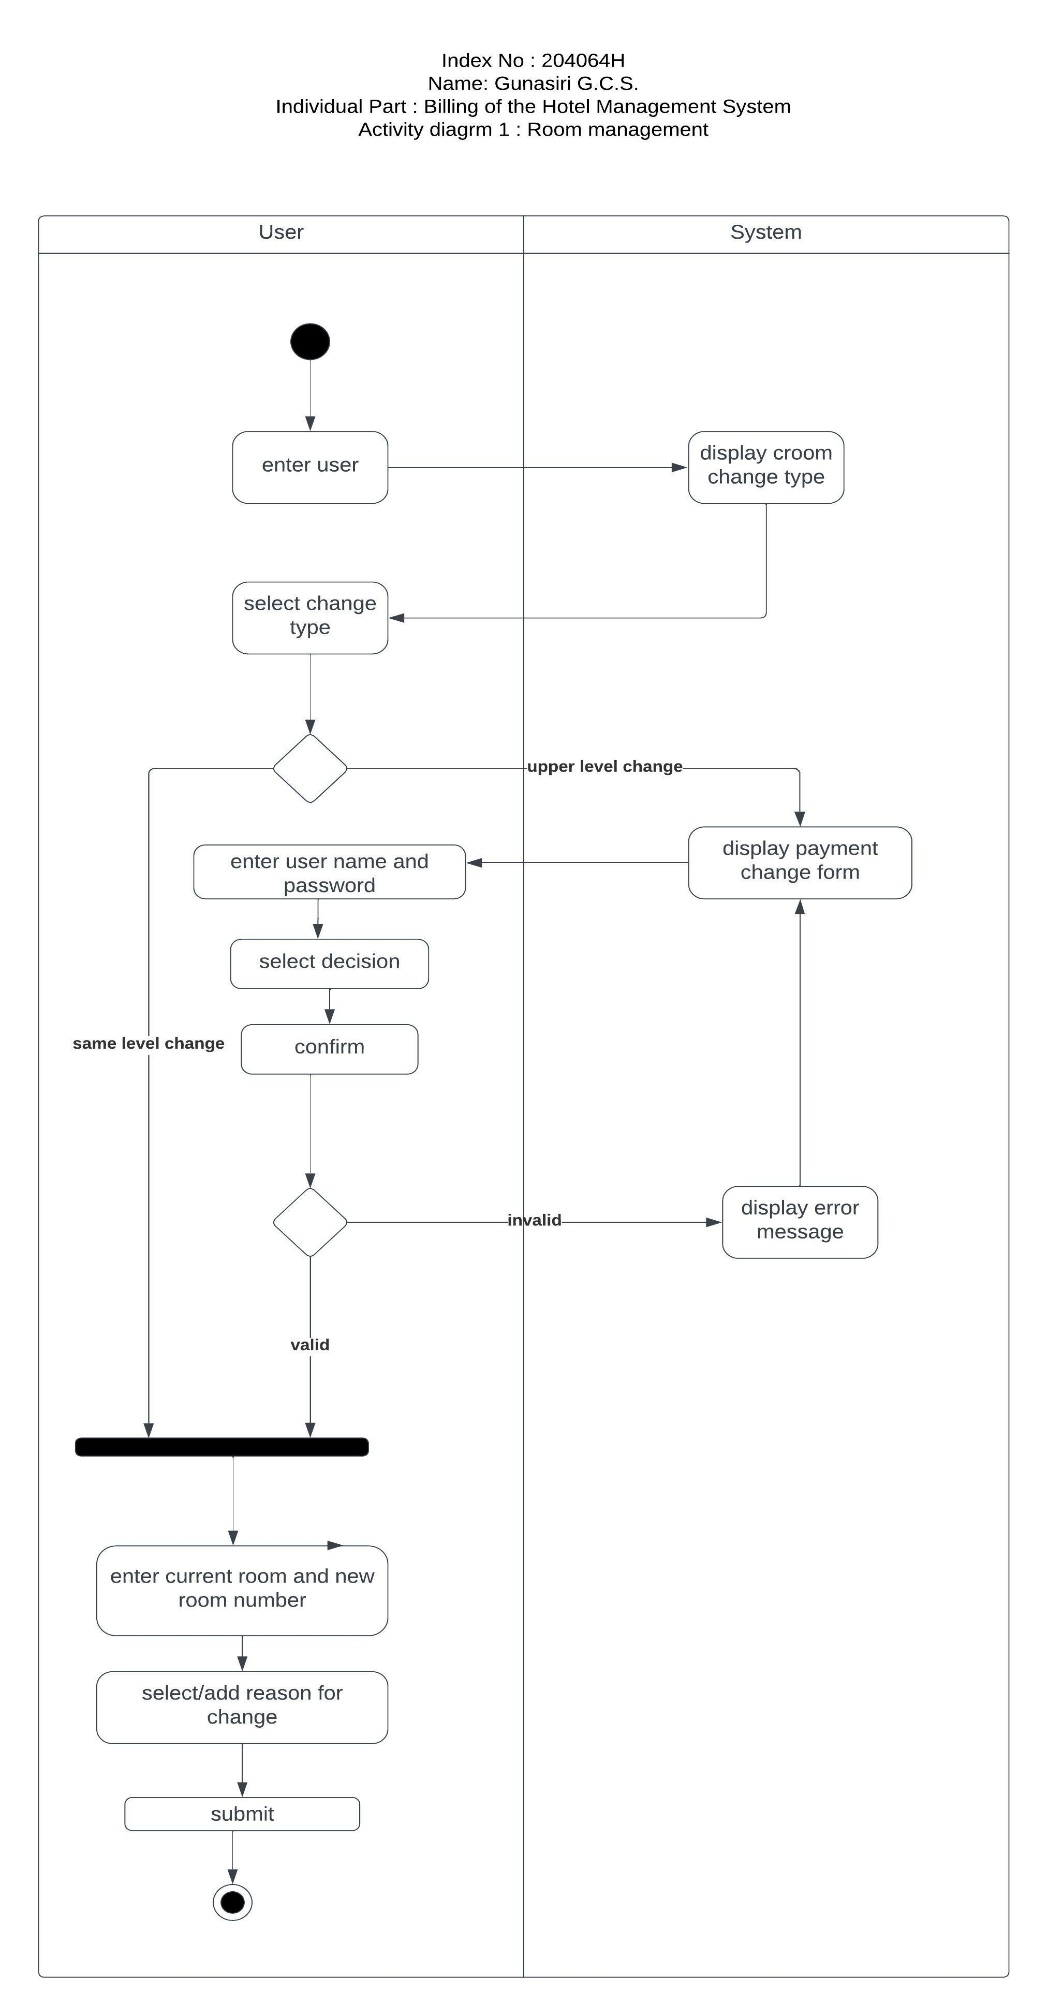 Index No : 204064H
Name: Gunasiri G.C.S.
Individual Part : Billing of the Hotel Management System
Activity diagrm 1 : Room management
User
System
enter user
display croom
change type
select change
type
upper level change
display payment
change form
enter user name and
password
select decision
same level change
confirm
invalid
display error
message
valid
enter current room and new
room number
select/add reason for
change
submit